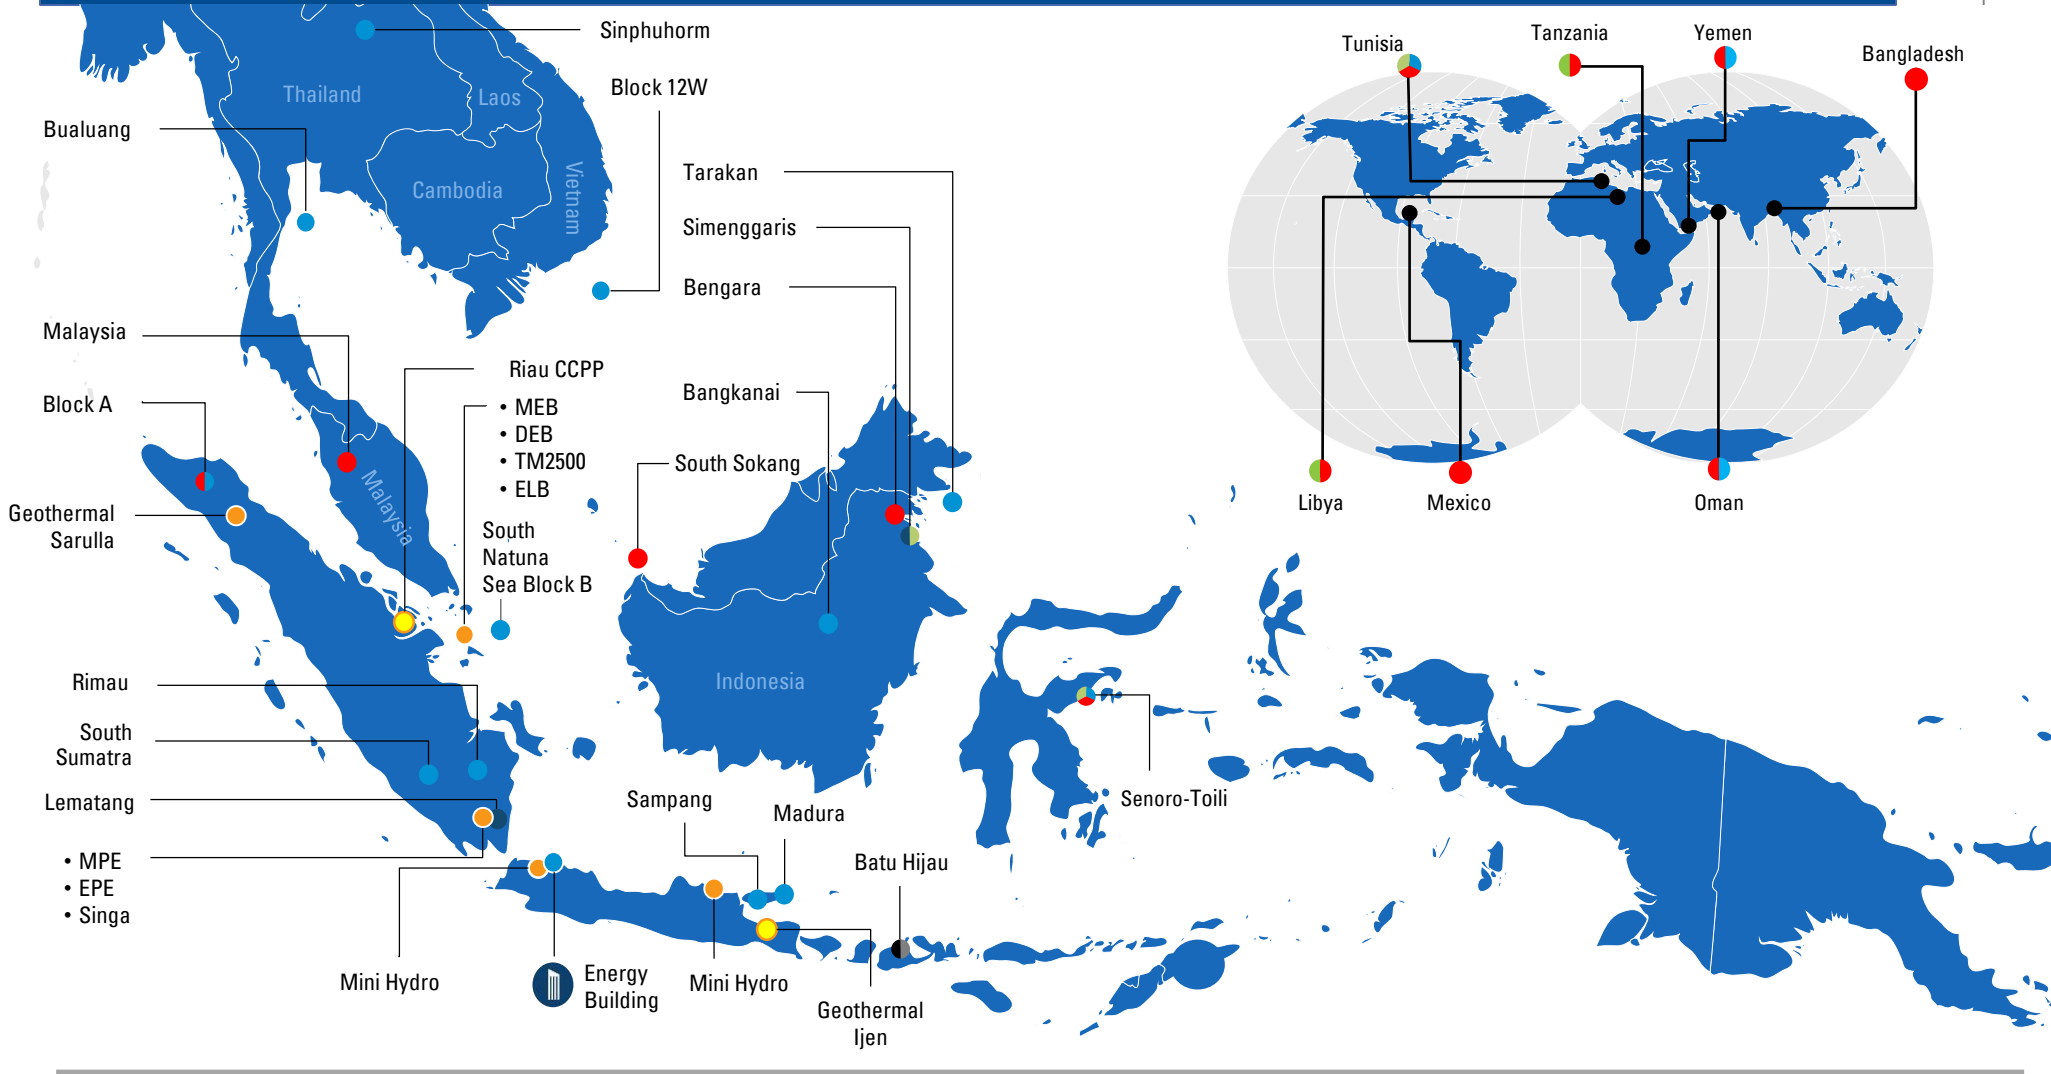 Sinphuhorm
Block 12W
Thailand
Laos
Bualuang
Cambodia
Vietnam
Tarakan
Simenggaris
Bengara
Malaysia
Riau CCPP
Block A
• MEB
• DEB
• TM2500
• ELB
Bangkanai
South Sokang
Malaysia
Geothermal
Sarulla
South
Natuna
Sea Block B
Rimau
Indonesia
South
Sumatra
Lematang
• MPE
• EPE
• Singa
Sampang
Madura
Senoro-Toili
Batu Hijau
Mini Hydro
Energy
Building
Mini Hydro
Geothermal
Ijen
Tunisia
Tanzania
Yemen
Bangladesh
Libya
Mexico
Oman